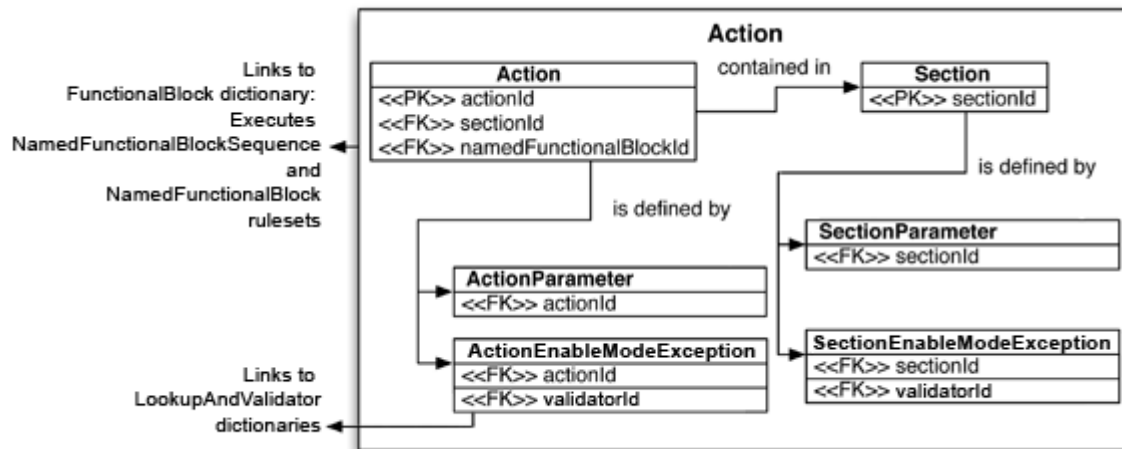 Action
Links to
FunctionalBlock dictionary:
Executes
NamedFunctionalBlockSequence
and
NamedFunctionalBlock
rulesets
Action
<<PK>> actionId
<<FK>> sectionId
<<FK>> namedFunctionalBlockId
contained in
Section
<<PK>> sectionId
is defined by
is defined by
ActionParameter
<<FK>> actionId
SectionParameter
<<FK>> sectionId
ActionEnableModeException
<<FK>> actionId
<<FK>> validatorId
SectionEnableModeException
<<FK>> sectionId
<<FK>> validatorId
Links to
LookupAndValidator
dictionaries